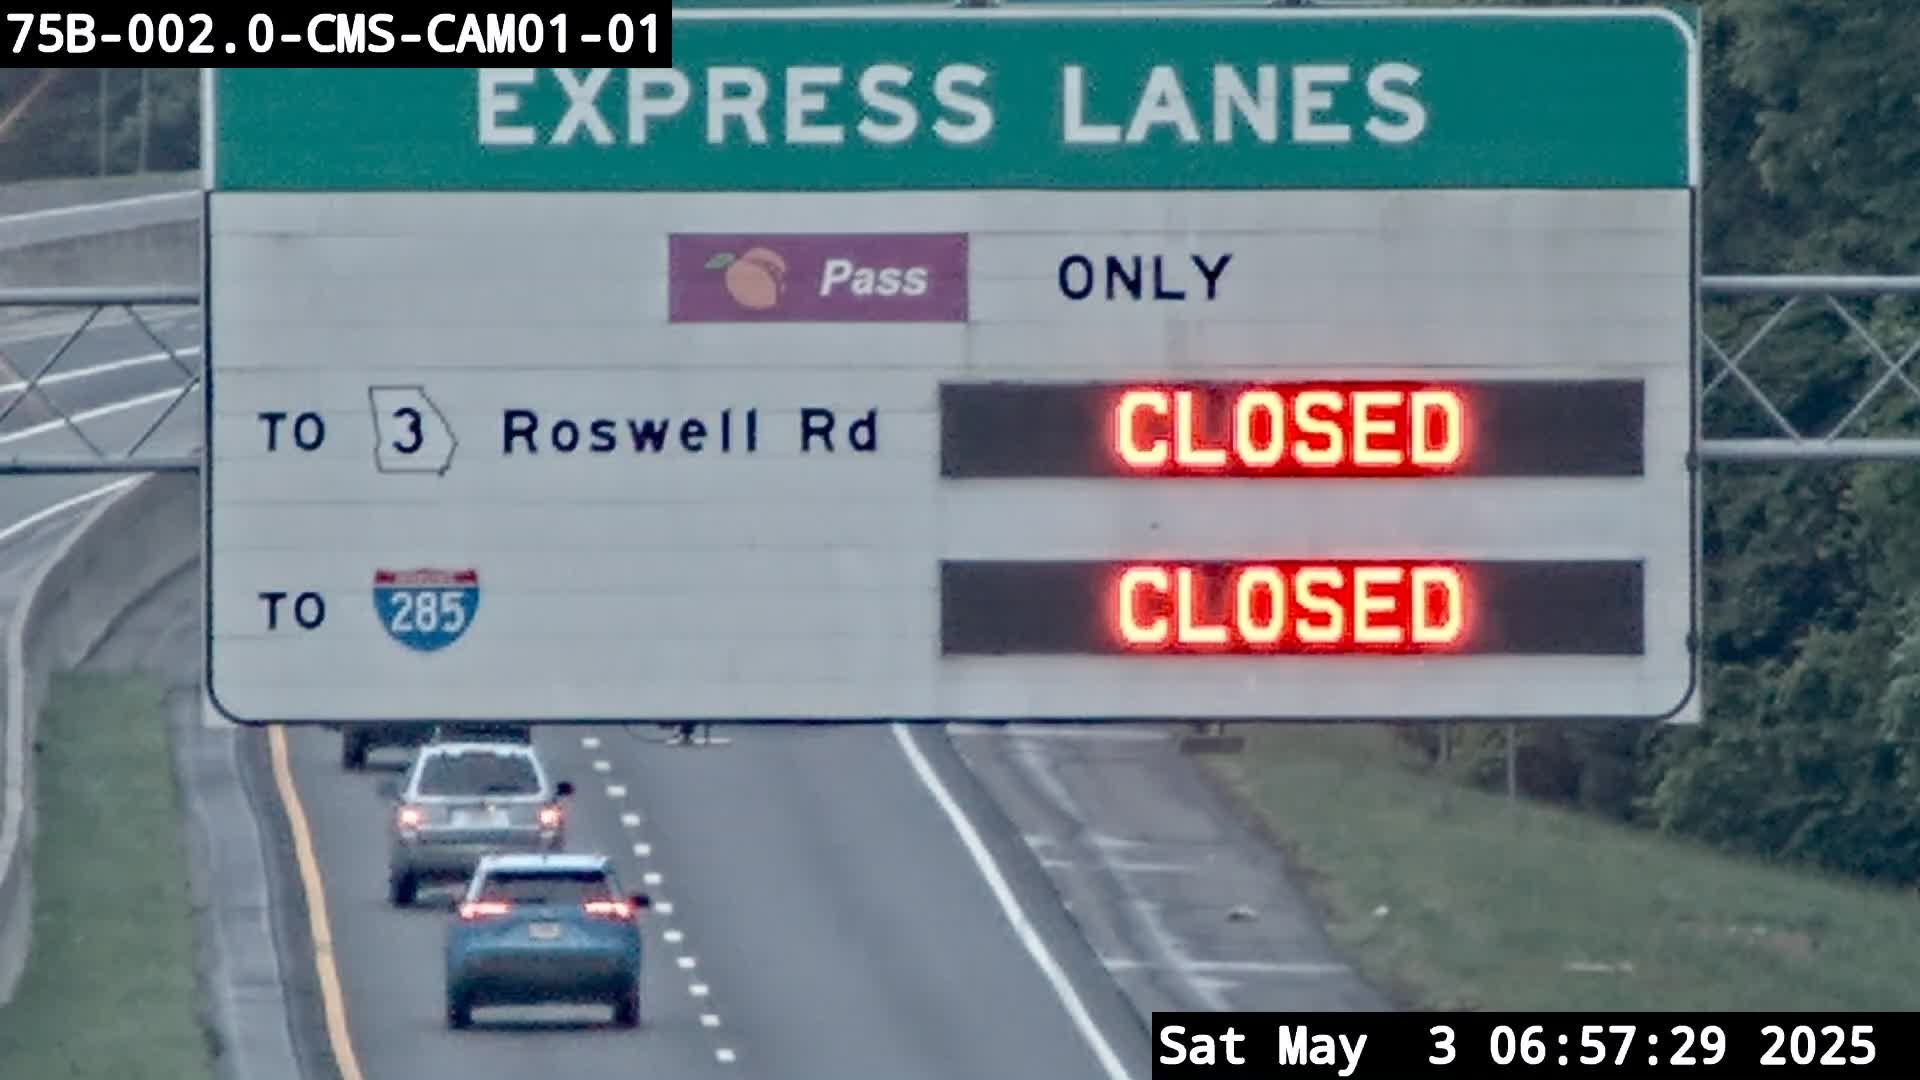 75B-002.0-CMS-CAM01-01
EXPRESS LANES
Pass ONLY
TO 3 Roswell Rd CLOSED
TO 285 CLOSED
Sat May 3 06:57:29 2025